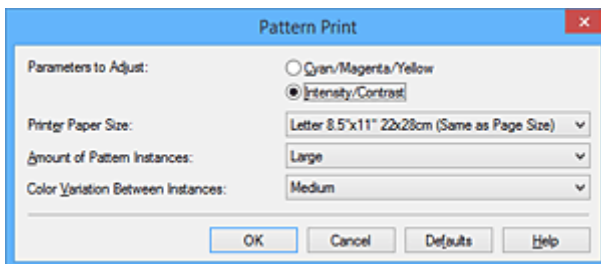 Pattern Print
Parameters to Adjust:
Cyan/Magenta/Yellow
Intensity/Contrast
Printer Paper Size:
Letter 8.5"x11" 22x28cm (Same as Page Size)
Amount of Pattern Instances:
Large
Color Variation Between Instances:
Medium
OK Cancel Defaults Help